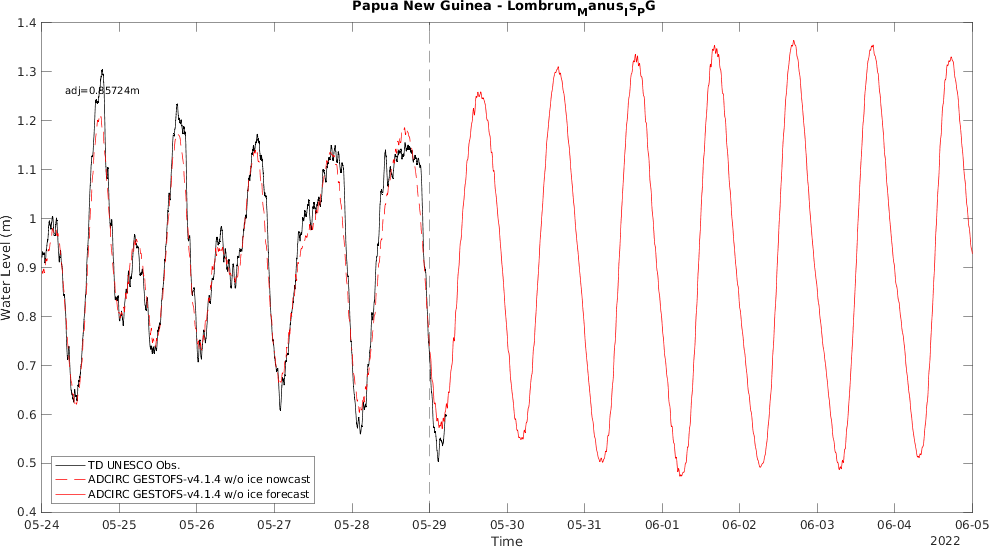 Papua New Guinea - LombrumManusIsPG
1.4
1.3
adj=0.85724m
1.2
1.1
1
0.9
0.8
0.7
0.6
0.5
0.4
Water Level (m)
TD UNESCO Obs.
ADCIRC GESTOFS-v4.1.4 w/o ice nowcast
ADCIRC GESTOFS-v4.1.4 w/o ice forecast
05-24 05-25 05-26 05-27 05-28 05-29 05-30 05-31 06-01 06-02 06-03 06-04 06-05
Time
2022